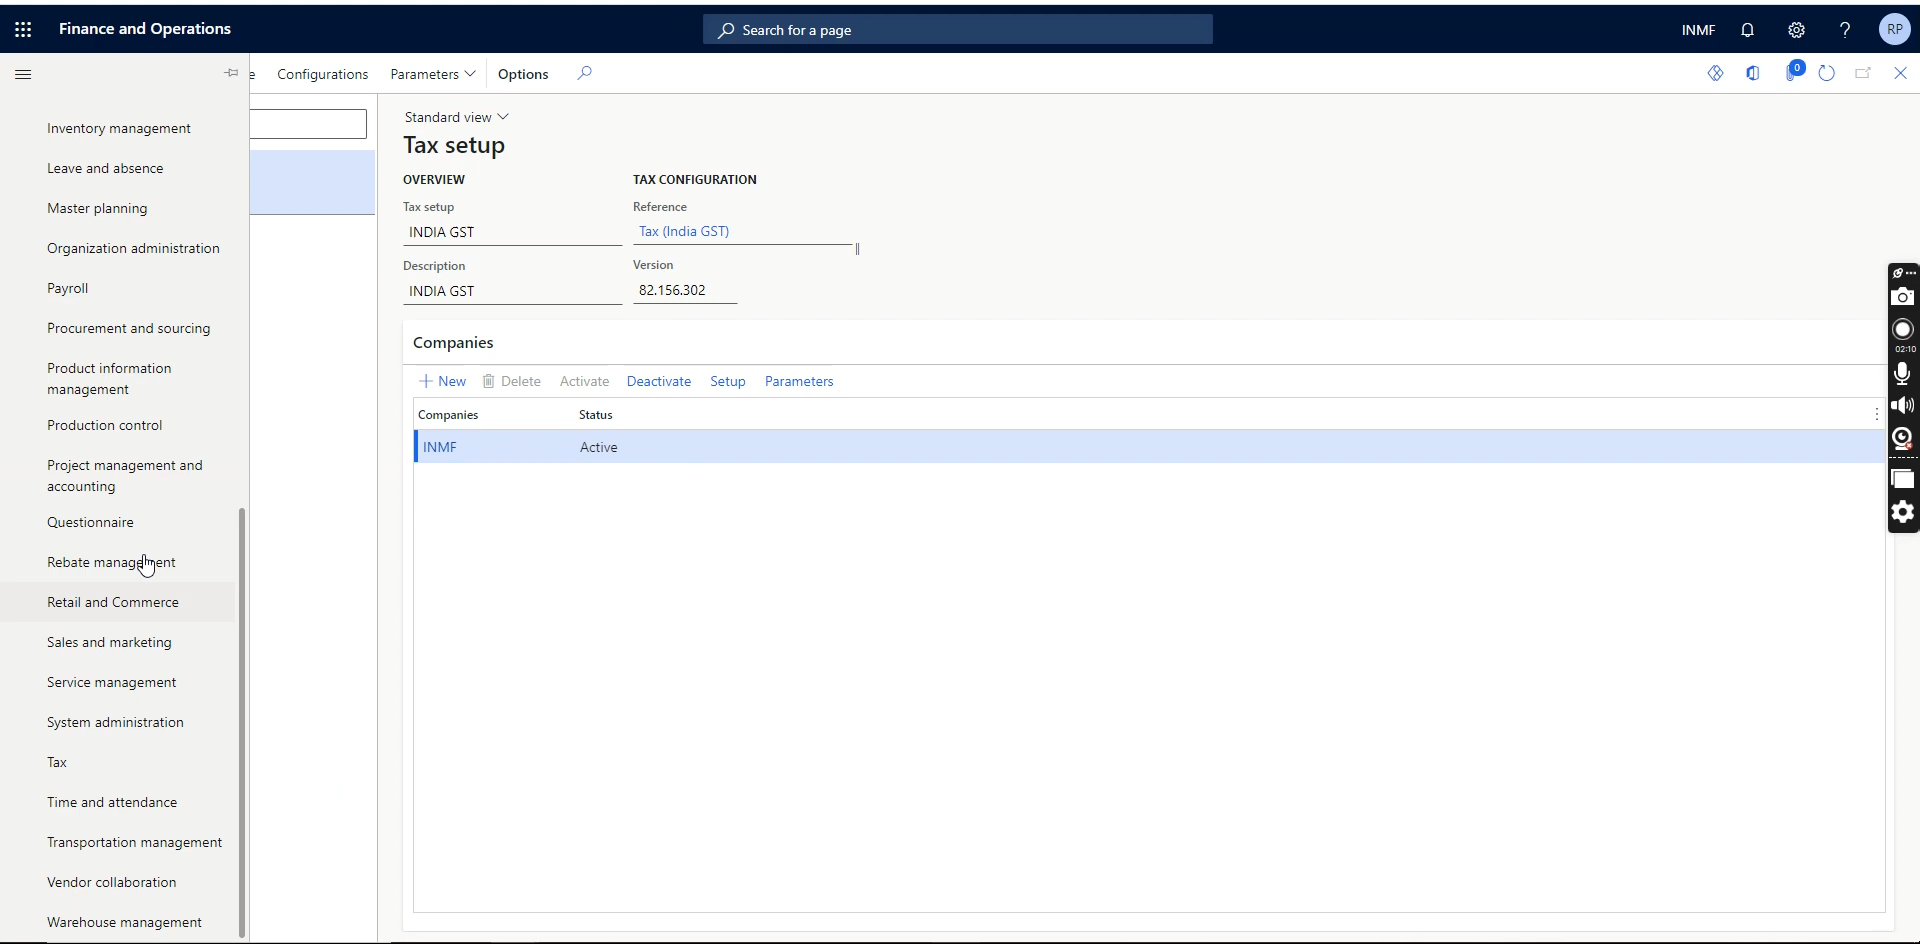 Finance and Operations
Search for a page
INMF
?
RP
e
Configurations
Parameters
Options
0
Inventory management
Leave and absence
Master planning
Organization administration
Payroll
Procurement and sourcing
Product information
management
Production control
Project management and
accounting
Questionnaire
Rebate management
Retail and Commerce
Sales and marketing
Service management
System administration
Tax
Time and attendance
Transportation management
Vendor collaboration
Warehouse management
Standard view
Tax setup
OVERVIEW
TAX CONFIGURATION
Tax setup
Reference
INDIA GST
Tax (India GST)
Description
Version
INDIA GST
82.156.302
Companies
New
Delete
Activate
Deactivate
Setup
Parameters
Companies
Status
INMF
Active
02:10